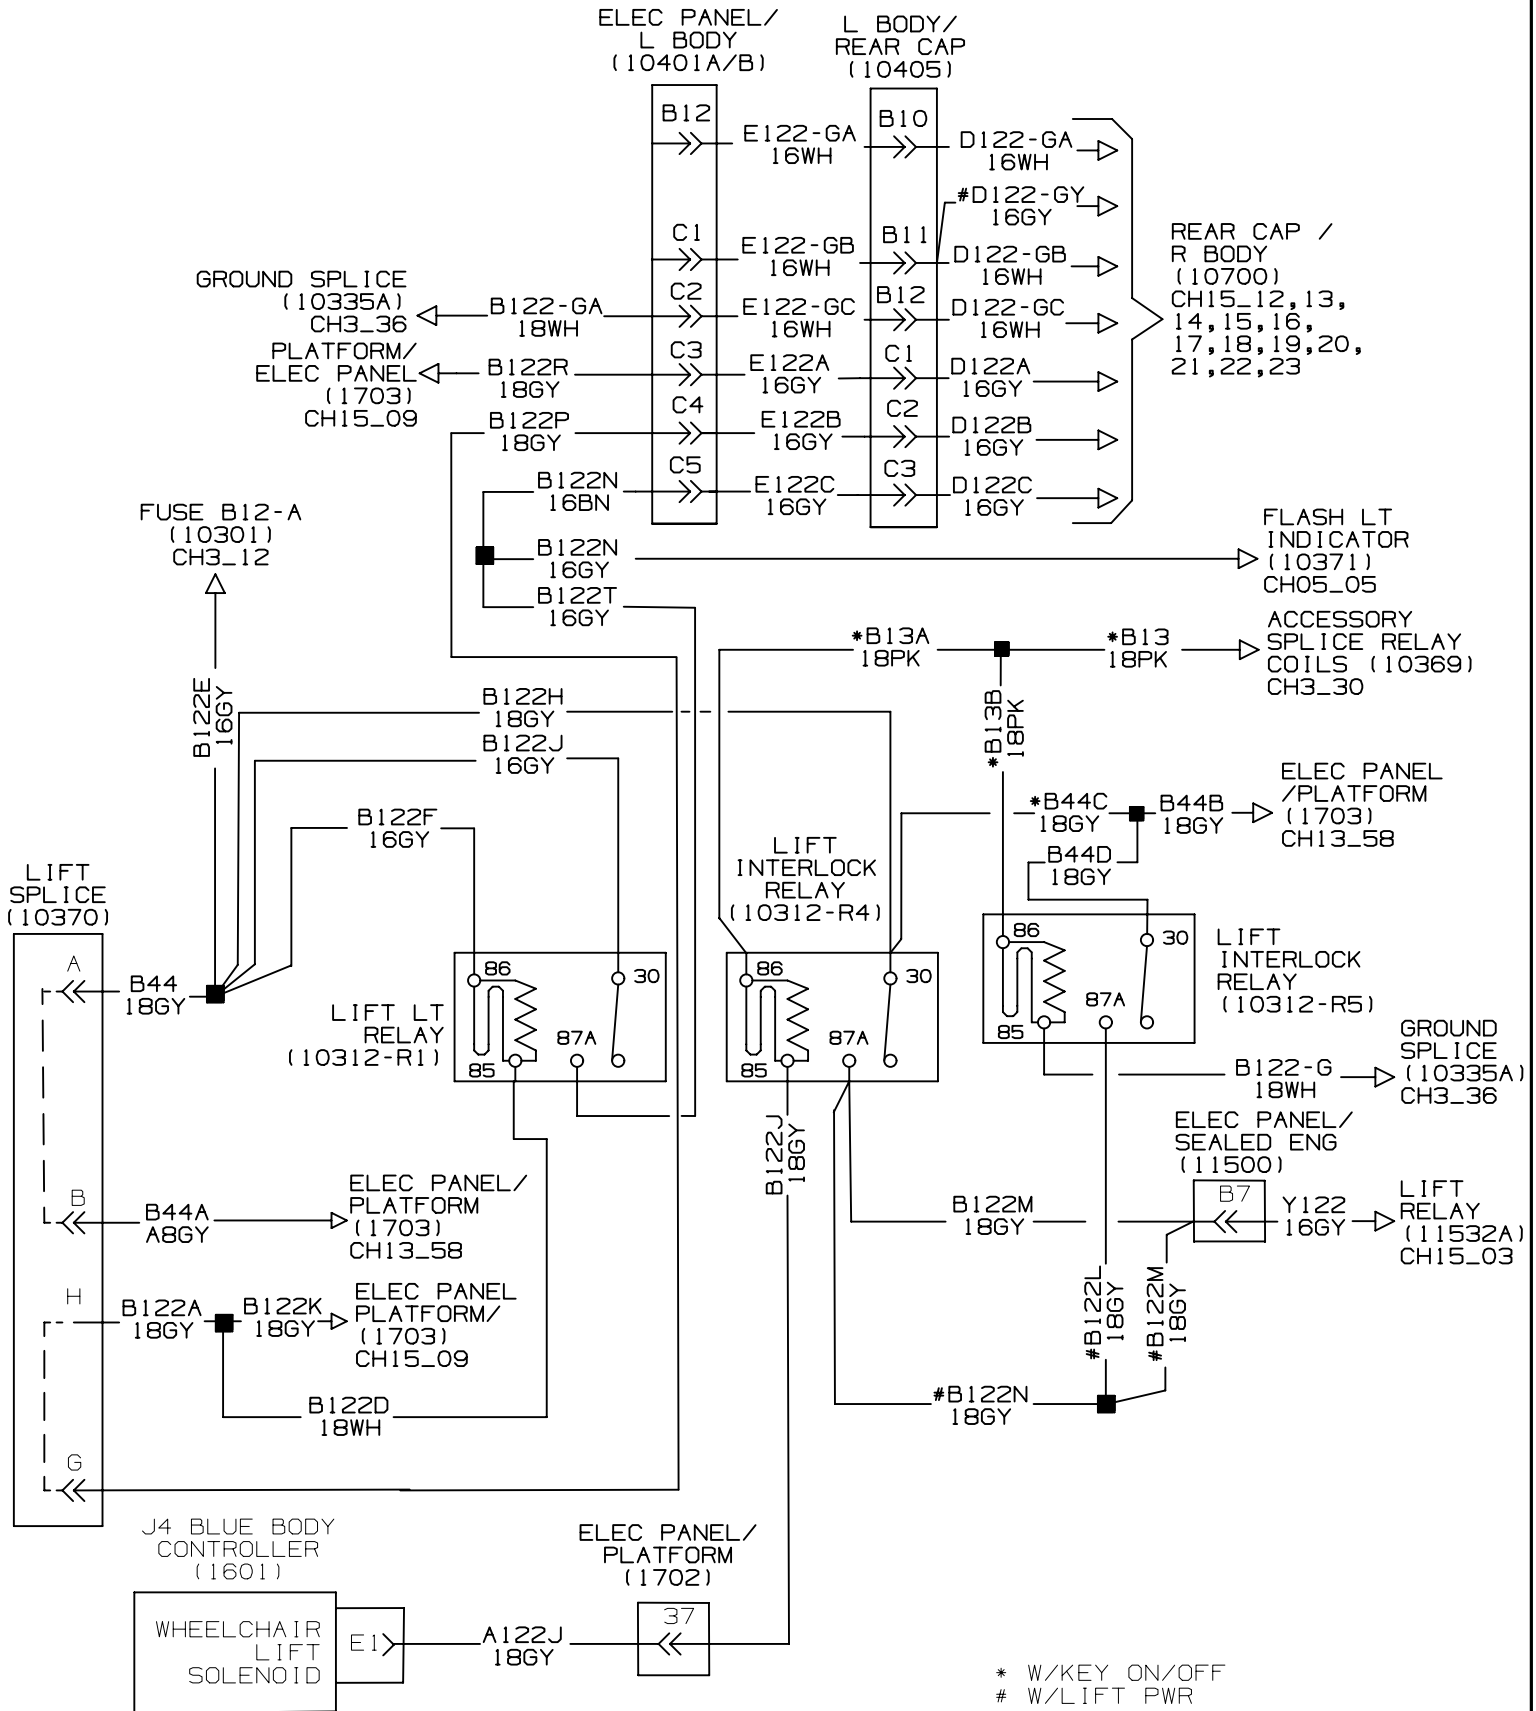 ELEC PANEL/
L BODY
(10401A/B)
L BODY/
REAR CAP
(10405)
B12
E122-GA
16WH
B10
D122-GA
16WH
#D122-GY
16GY
C1
E122-GB
16WH
B11
D122-GB
16WH
REAR CAP /
R BODY
(10700)
CH15_12,13,
14,15,16,
17,18,19,20,
21,22,23
GROUND SPLICE
(10335A)
CH3_36
B122-GA
18WH
C2
E122-GC
16WH
B12
D122-GC
16WH
PLATFORM/
ELEC PANEL
(1703)
CH15_09
B122R
18GY
C3
E122A
16GY
C1
D122A
16GY
B122P
18GY
C4
E122B
16GY
C2
D122B
16GY
B122N
16BN
C5
E122C
16GY
C3
D122C
16GY
FUSE B12-A
(10301)
CH3_12
B122N
16GY
FLASH LT
INDICATOR
(10371)
CH05_05
B122T
16GY
*B13A
18PK
*B13
18PK
ACCESSORY
SPLICE RELAY
COILS (10369)
CH3_30
B122E
16GY
B122H
18GY
*B13B
18PK
B122J
16GY
B122F
16GY
*B44C
18GY
B44B
18GY
ELEC PANEL
/PLATFORM
(1703)
CH13_58
B44D
18GY
LIFT
SPLICE
(10370)
LIFT
INTERLOCK
RELAY
(10312-R4)
A
B44
18GY
LIFT LT
RELAY
(10312-R1)
86
30
87A
85
86
30
87A
85
86
30
87A
85
LIFT
INTERLOCK
RELAY
(10312-R5)
B122-G
18WH
GROUND
SPLICE
(10335A)
CH3_36
B122J
18GY
ELEC PANEL/
SEALED ENG
(11500)
B7
B
B44A
A8GY
ELEC PANEL/
PLATFORM
(1703)
CH13_58
B122M
18GY
Y122
16GY
LIFT
RELAY
(11532A)
CH15_03
H
B122A
18GY
B122K
18GY
ELEC PANEL
PLATFORM/
(1703)
CH15_09
#B122L
18GY
#B122M
18GY
B122D
18WH
#B122N
18GY
G
J4 BLUE BODY
CONTROLLER
(1601)
WHEELCHAIR
LIFT
SOLENOID
E1
A122J
18GY
ELEC PANEL/
PLATFORM
(1702)
37
* W/KEY ON/OFF
# W/LIFT PWR